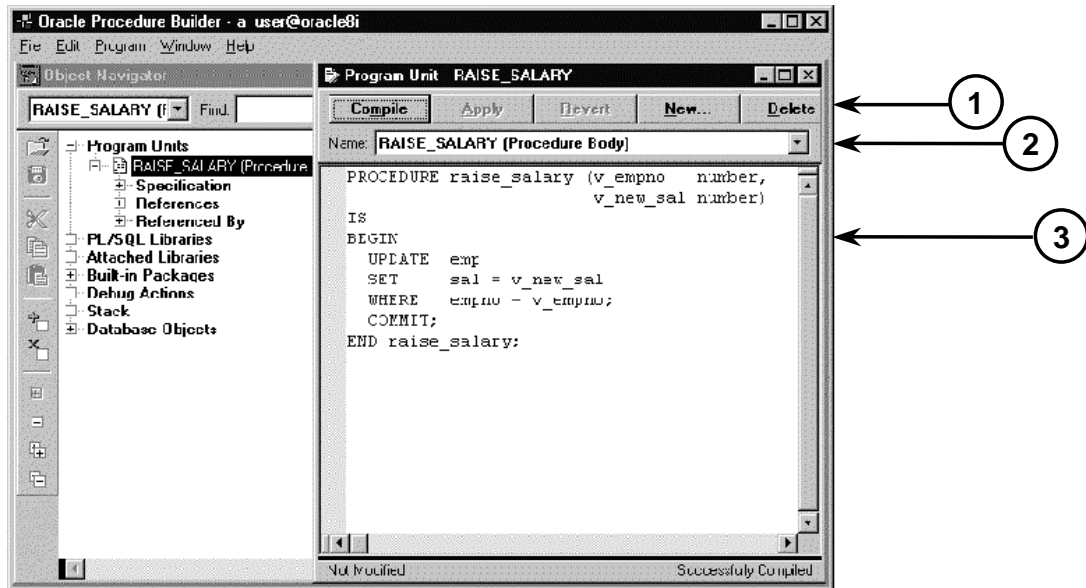 Oracle Procedure Builder - a_user@oracle8i
File Edit Program Window Help
Object Navigator
RAISE_SALARY (F
Find:
Program Units
RAISE_SALARY (Procedure
Specification
References
Referenced By
PL/SQL Libraries
Attached Libraries
Built-in Packages
Debug Actions
Stack
Database Objects
Program Unit RAISE_SALARY
Compile Apply Revert New... Delete
Name: RAISE_SALARY (Procedure Body)
PROCEDURE raise_salary (v_empno number,
v_new_sal number)
IS
BEGIN
UPDATE emp
SET sal = v_new_sal
WHERE empno = v_empno;
COMMIT;
END raise_salary;
Not Modified Successfully Compiled
1
2
3